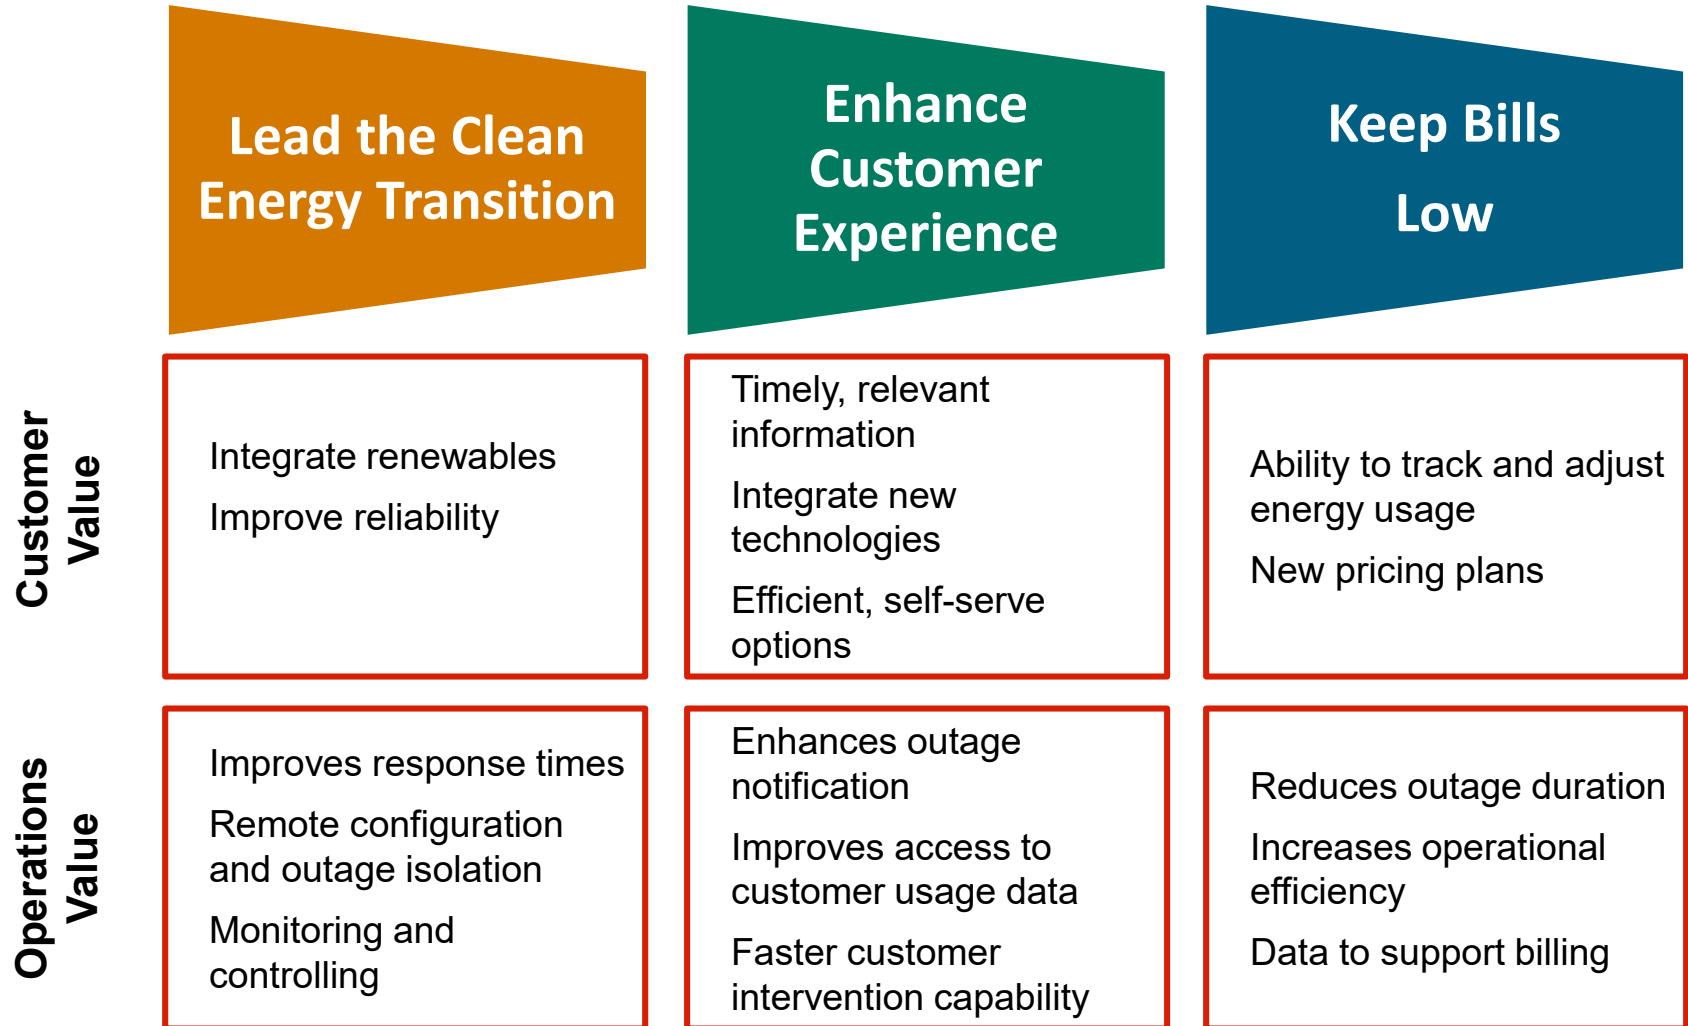 Lead the Clean
Energy Transition
Enhance
Customer
Experience
Keep Bills
Low
Customer
Value
Integrate renewables
Improve reliability
Timely, relevant
information
Integrate new
technologies
Efficient, self-serve
options
Ability to track and adjust
energy usage
New pricing plans
Operations
Value
Improves response times
Remote configuration
and outage isolation
Monitoring and
controlling
Enhances outage
notification
Improves access to
customer usage data
Faster customer
intervention capability
Reduces outage duration
Increases operational
efficiency
Data to support billing